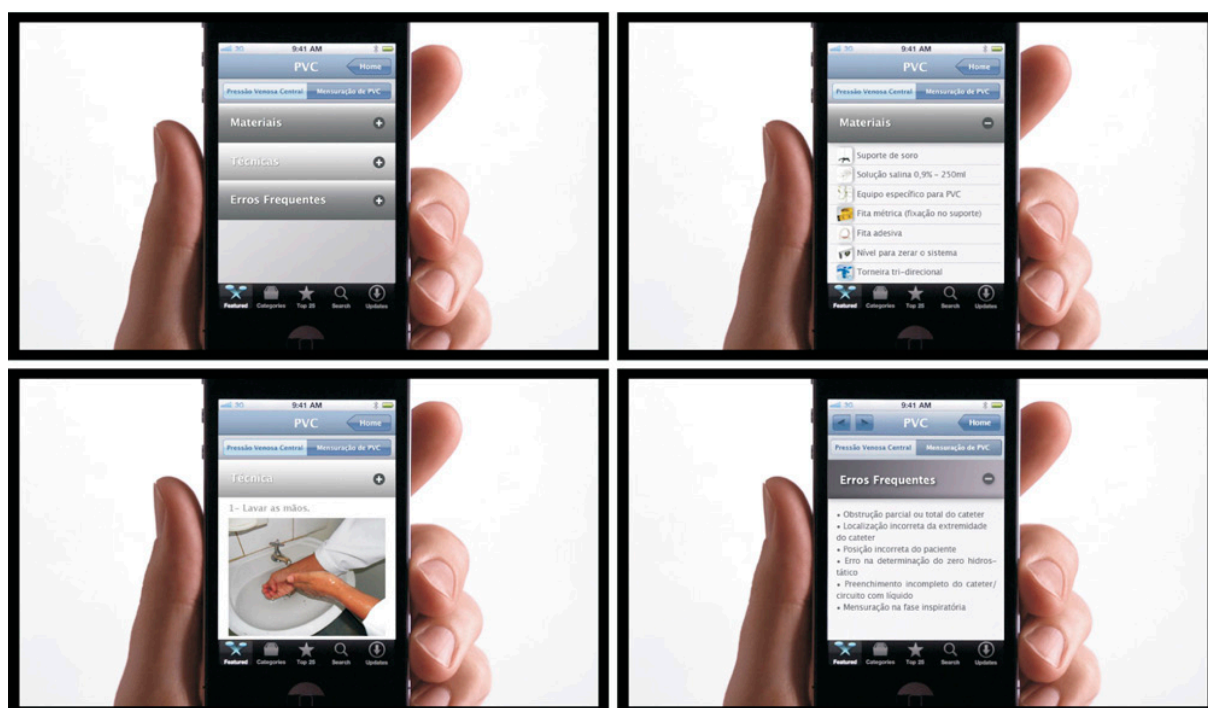 3G 9:41 AM
PVC Home
Pressão Venosa Central Mensuração de PVC
Materiais
Técnicas
Erros Frequentes
Featured Categories Top 25 Search Updates
3G 9:41 AM
PVC Home
Pressão Venosa Central Mensuração de PVC
Materiais
Suporte de soro
Solução salina 0,9% - 250ml
Equipo específico para PVC
Fita métrica (fixação no suporte)
Fita adesiva
Nível para zerar o sistema
Torneira tri-direcional
Featured Categories Top 25 Search Updates
3G 9:41 AM
PVC Home
Pressão Venosa Central Mensuração de PVC
Técnica
1- Lavar as mãos.
Featured Categories Top 25 Search Updates
3G 9:41 AM
PVC Home
Pressão Venosa Central Mensuração de PVC
Erros Frequentes
• Obstrução parcial ou total do cateter
• Localização incorreta da extremidade
do cateter
• Posição incorreta do paciente
• Erro na determinação do zero hidros-
tático
• Preenchimento incompleto do cateter/
circuito com líquido
• Mensuração na fase inspiratória
Featured Categories Top 25 Search Updates